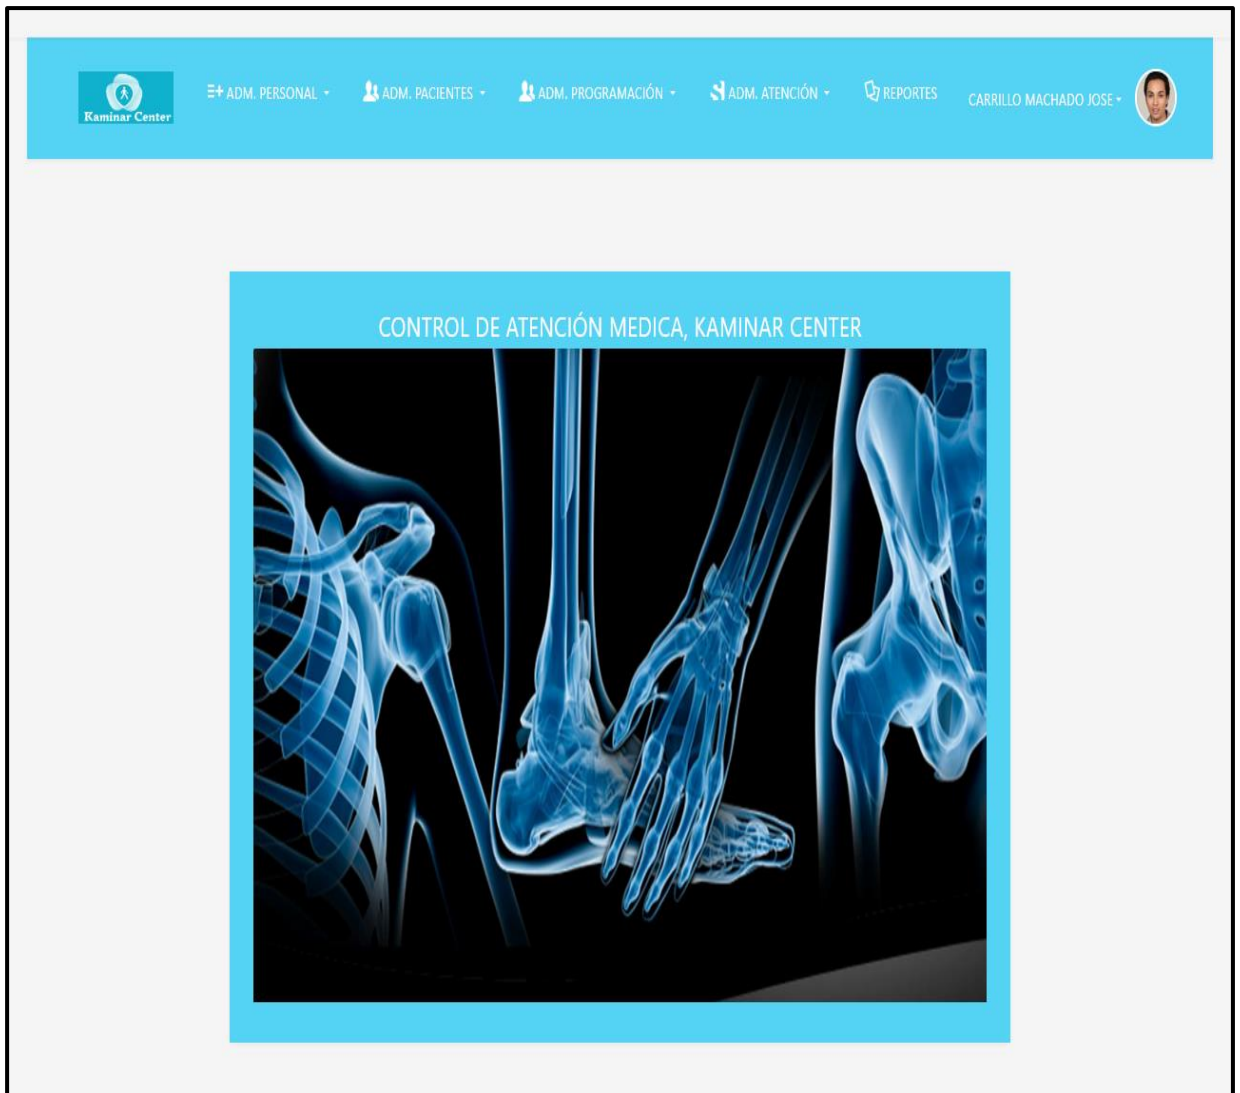 Kaminar Center
ADM. PERSONAL
ADM. PACIENTES
ADM. PROGRAMACIÓN
ADM. ATENCIÓN
REPORTES
CARRILLO MACHADO JOSE
CONTROL DE ATENCIÓN MEDICA, KAMINAR CENTER